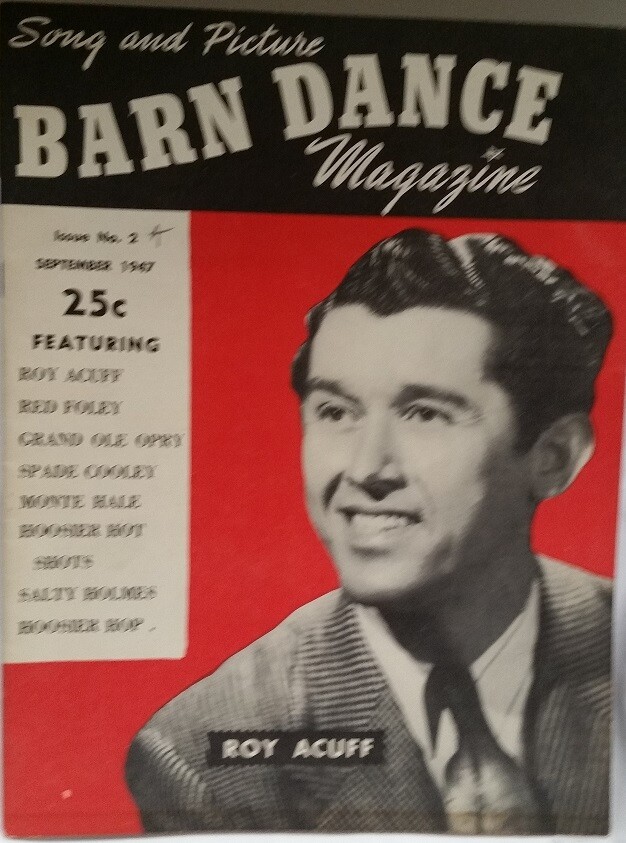 Song and Picture
BARN DANCE
Magazine
Issue No. 2
SEPTEMBER 1947
25c
FEATURING
ROY ACUFF
RED FOLEY
GRAND OLE OPRY
SPADE COOLEY
MONTE HALE
HOOSIER HOT
SHOTS
SALTY HOLMES
HOOSIER HOP.
ROY ACUFF